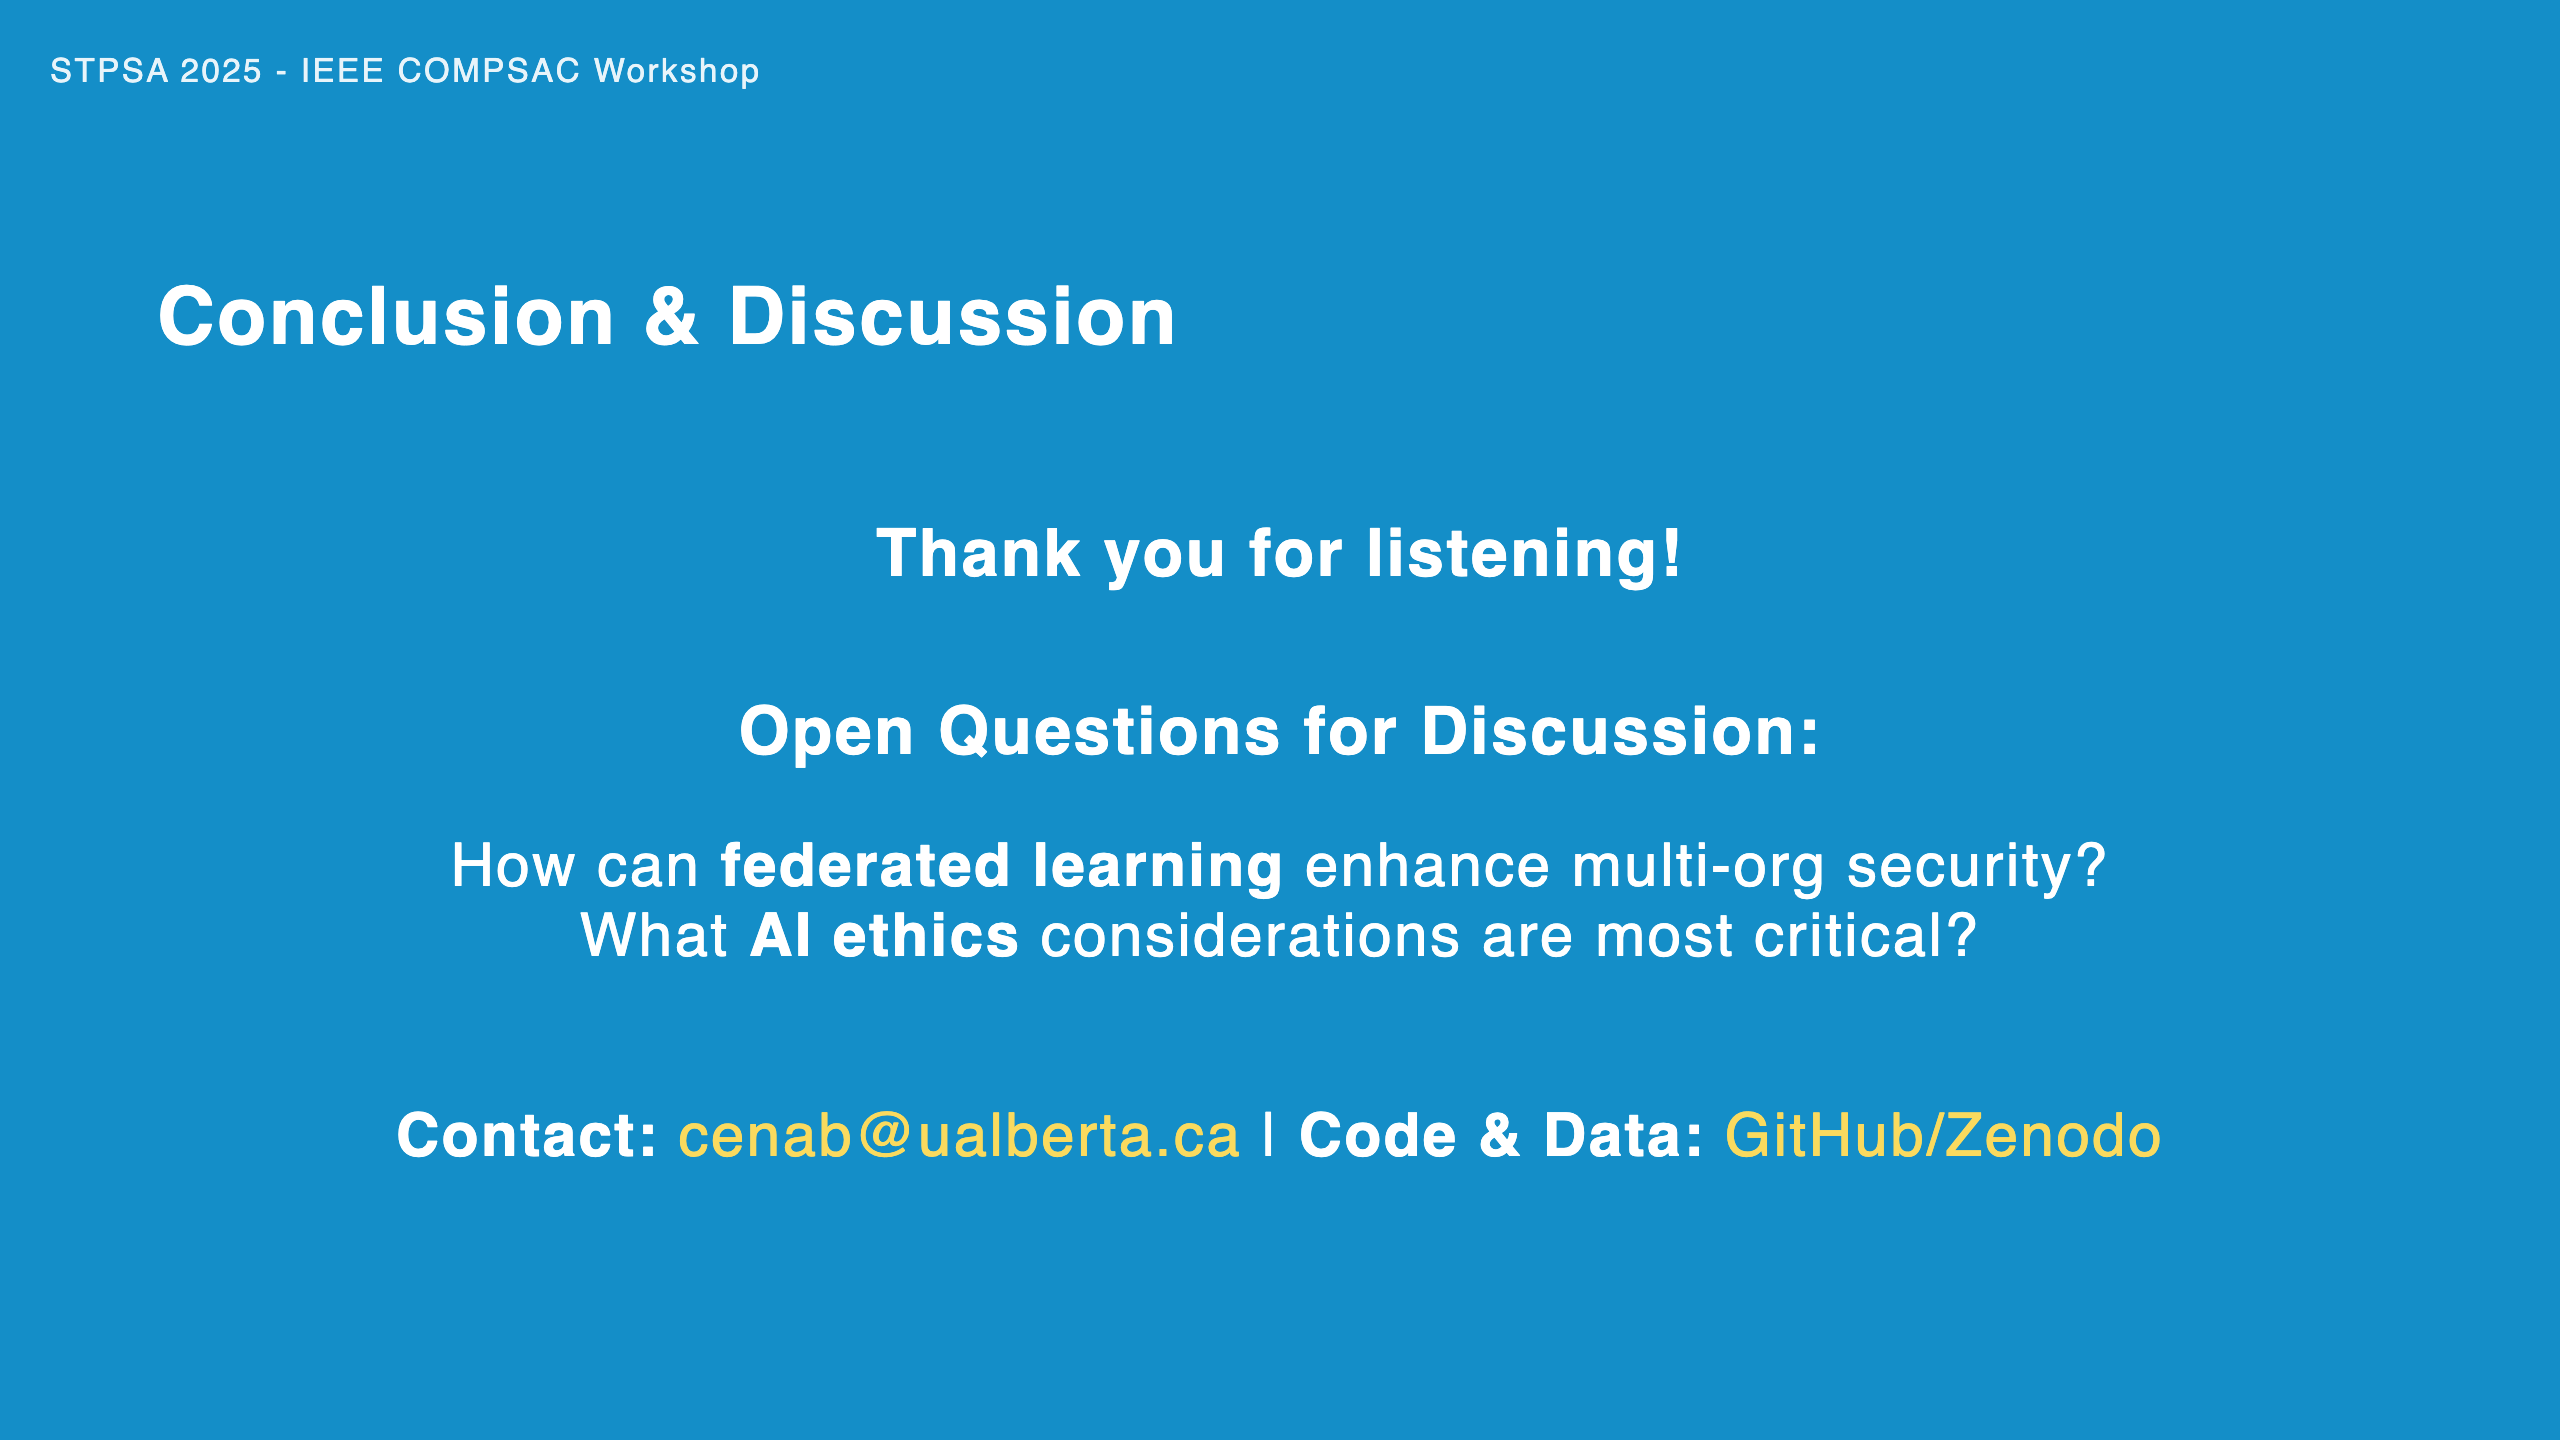 STPSA 2025 - IEEE COMPSAC Workshop
Conclusion & Discussion
Thank you for listening!
Open Questions for Discussion:
How can federated learning enhance multi-org security?
What AI ethics considerations are most critical?
Contact: cenab@ualberta.ca | Code & Data: GitHub/Zenodo